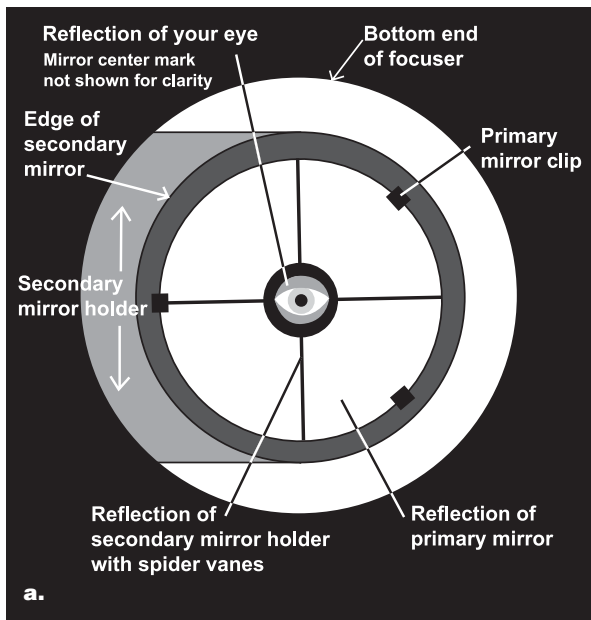 Reflection of your eye
Mirror center mark
not shown for clarity
Bottom end
of focuser
Edge of
secondary
mirror
Primary
mirror clip
Secondary
mirror holder
Reflection of
secondary mirror holder
with spider vanes
Reflection of
primary mirror
a.